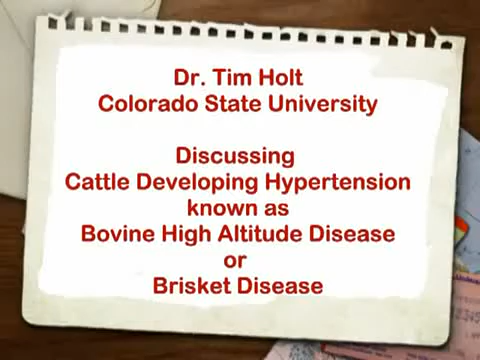 Dr. Tim Holt
Colorado State University
Discussing
Cattle Developing Hypertension
known as
Bovine High Altitude Disease
or
Brisket Disease